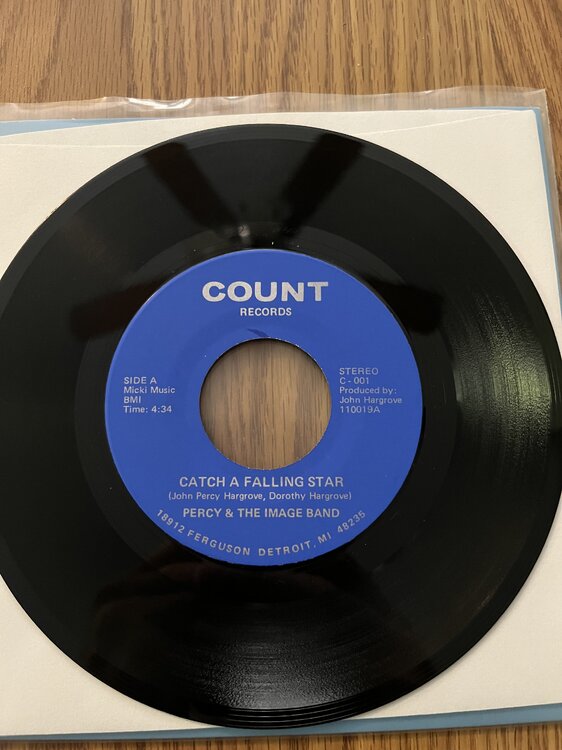 COUNT
RECORDS
SIDE A
Micki Music
BMI
Time: 4:34
STEREO
C - 001
Produced by:
John Hargrove
110019A
CATCH A FALLING STAR
(John Percy Hargrove, Dorothy Hargrove)
PERCY & THE IMAGE BAND
18912 FERGUSON DETROIT, MI 48235